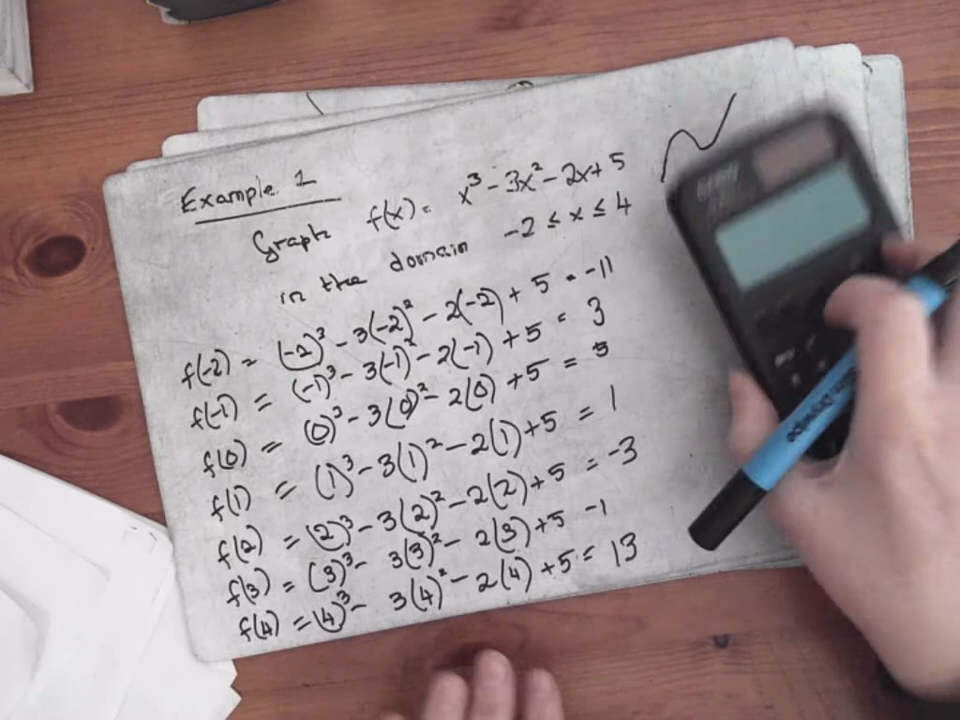 Example 1
Graph f(x) = x³ - 3x² - 2x + 5
in the domain -2 ≤ x ≤ 4
f(-2) = (-2)³ - 3(-2)² - 2(-2) + 5 = -11
f(-1) = (-1)³ - 3(-1)² - 2(-1) + 5 = 3
f(0) = (0)³ - 3(0)² - 2(0) + 5 = 5
f(1) = (1)³ - 3(1)² - 2(1) + 5 = 1
f(2) = (2)³ - 3(2)² - 2(2) + 5 = -3
f(3) = (3)³ - 3(3)² - 2(3) + 5 -1
f(4) = (4)³ - 3(4)² - 2(4) + 5 = 13